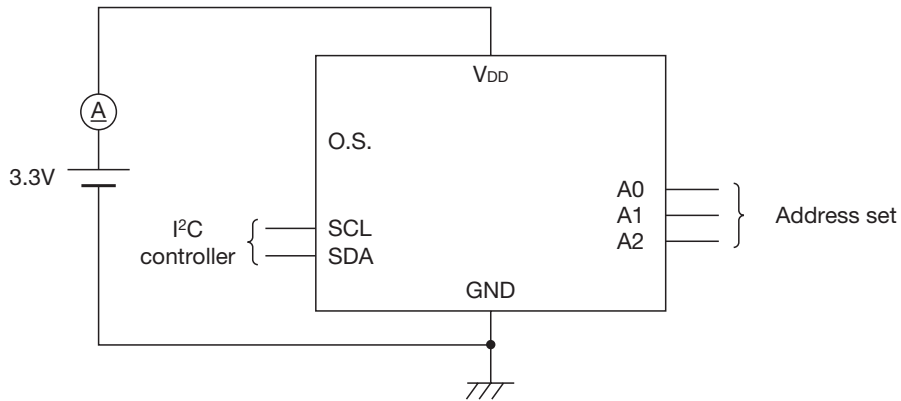 VDD
A
O.S.
3.3V
A0
A1
A2
Address set
I²C
controller
SCL
SDA
GND